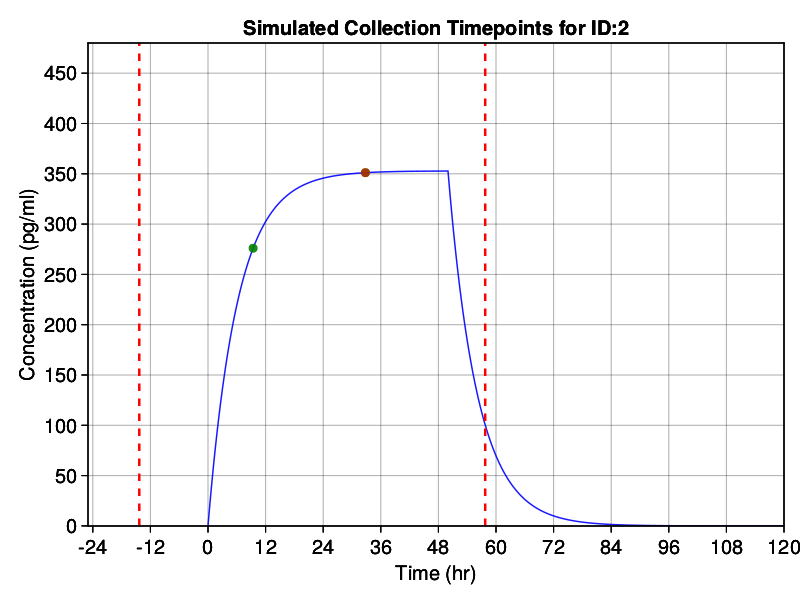 Simulated Collection Timepoints for ID:2
Concentration (pg/ml)
450
400
350
300
250
200
150
100
50
0
-24 -12 0 12 24 36 48 60 72 84 96 108 120
Time (hr)